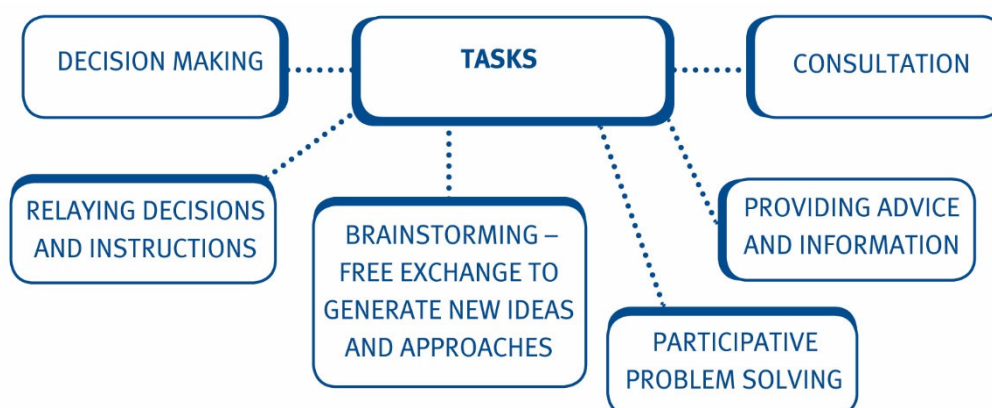 DECISION MAKING
TASKS
CONSULTATION
RELAYING DECISIONS
AND INSTRUCTIONS
BRAINSTORMING –
FREE EXCHANGE TO
GENERATE NEW IDEAS
AND APPROACHES
PROVIDING ADVICE
AND INFORMATION
PARTICIPATIVE
PROBLEM SOLVING